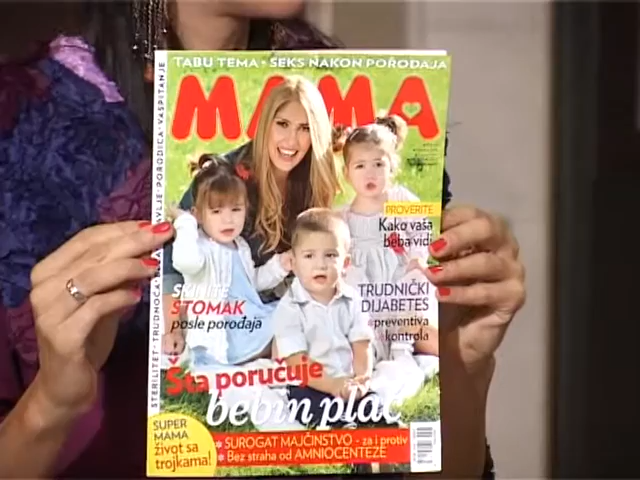 TABU TEMA • SEKS NAKON POROĐAJA
MAMA
PORODICA • VASPITANJE
STERILITET • TRUDNOĆA
PROVERITE
Kako vaša
beba vidi
SKINITE
STOMAK
posle porođaja
TRUDNIČKI
DIJABETES
preventiva
kontrola
Šta poručuje
bebin plač
SUPER
MAMA
život sa
trojkama!
* SUROGAT MAJČINSTVO - za i protiv
* Bez straha od AMNIOCENTEZE